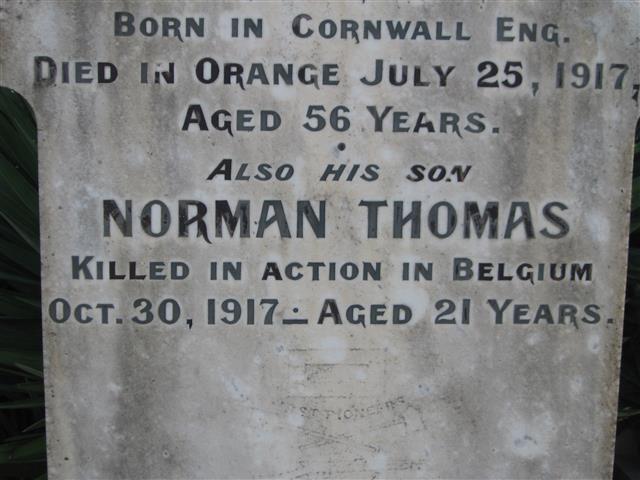 BORN IN CORNWALL ENG.
DIED IN ORANGE JULY 25, 1917,
AGED 56 YEARS.
ALSO HIS SON
NORMAN THOMAS
KILLED IN ACTION IN BELGIUM
OCT. 30, 1917 – AGED 21 YEARS.
PIONEERS